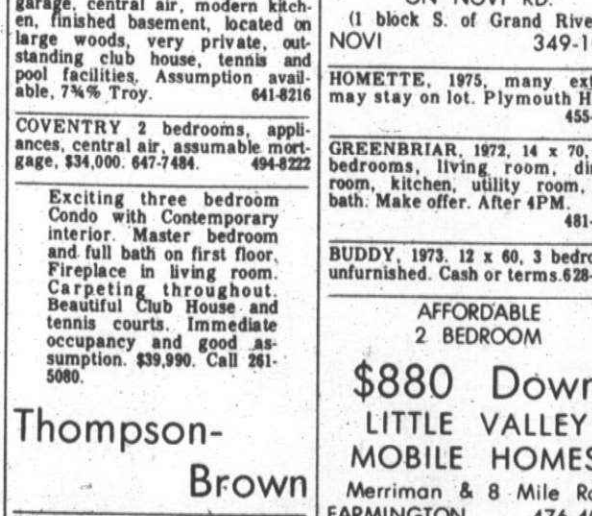 garage, central air, modern kitch-
en, finished basement, located on
large woods, very private, out-
standing club house, tennis and
pool facilities. Assumption avail-
able, 7¾% Troy. 641-8216
COVENTRY 2 bedrooms, appli-
ances, central air, assumable mort-
gage, $34,000. 647-7484. 494-8222
Exciting three bedroom
Condo with Contemporary
interior. Master bedroom
and full bath on first floor.
Fireplace in living room.
Carpeting throughout.
Beautiful Club House and
tennis courts. Immediate
occupancy and good as-
sumption. $39,990. Call 261-
5080.
Thompson-
Brown
ON NOVI RD.
(1 block S. of Grand Rive
NOVI 349-1
HOMETTE, 1975, many ext
may stay on lot. Plymouth H
455-
GREENBRIAR, 1972, 14 x 70,
bedrooms, living room, di
room, kitchen, utility room,
bath. Make offer. After 4PM.
481-
BUDDY, 1973. 12 x 60, 3 bedro
unfurnished. Cash or terms. 628-
AFFORDABLE
2 BEDROOM
$880 Down
LITTLE VALLEY
MOBILE HOMES
Merriman & 8 Mile R
FARMINGTON 476-4